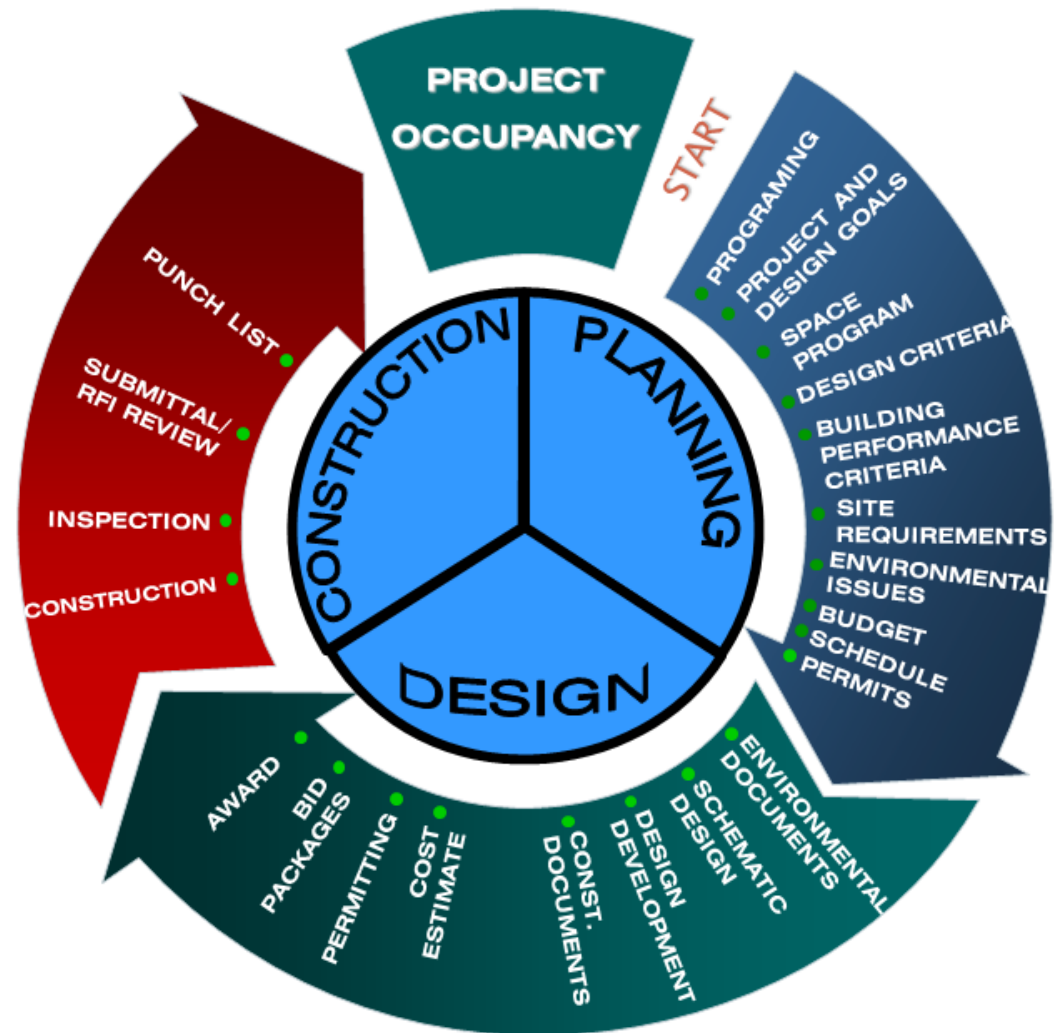 PROJECT
OCCUPANCY
START
PROGRAMING
PROJECT AND
DESIGN GOALS
SPACE
PROGRAM
DESIGN CRITERIA
BUILDING
PERFORMANCE
CRITERIA
SITE
REQUIREMENTS
ENVIRONMENTAL
ISSUES
BUDGET
SCHEDULE
PERMITS
ENVIRONMENTAL
DOCUMENTS
SCHEMATIC
DESIGN
DESIGN
DEVELOPMENT
CONST.
DOCUMENTS
COST
ESTIMATE
PERMITTING
BID
PACKAGES
AWARD
CONSTRUCTION
INSPECTION
SUBMITTAL/
RFI REVIEW
PUNCH LIST
PLANNING
DESIGN
CONSTRUCTION